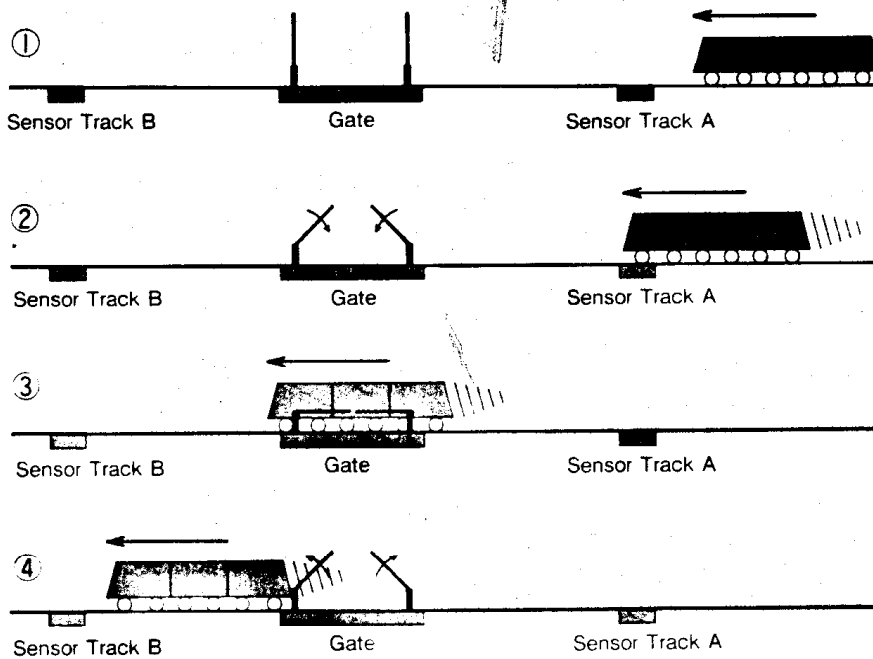 ①
Sensor Track B Gate Sensor Track A
②
Sensor Track B Gate Sensor Track A
③
Sensor Track B Gate Sensor Track A
④
Sensor Track B Gate Sensor Track A